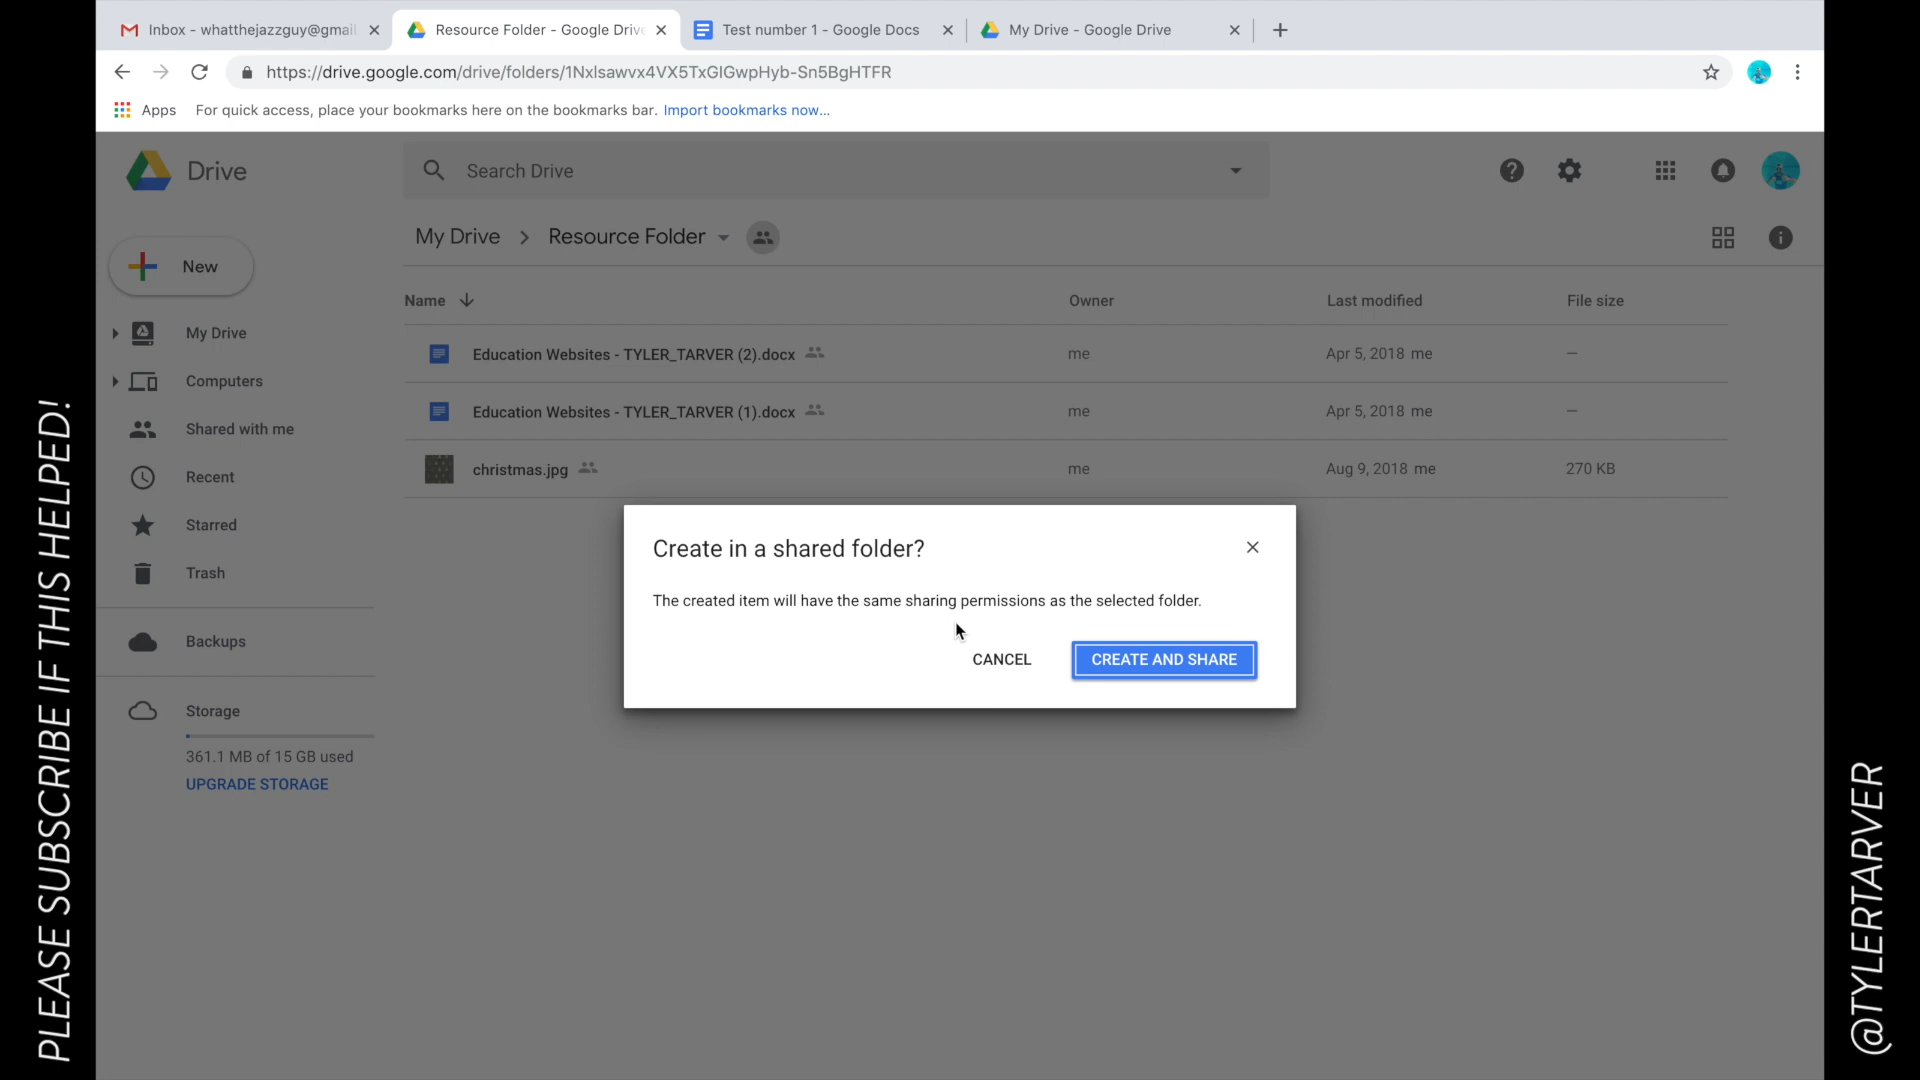 Inbox - whatthejazzguy@gmail.
Resource Folder - Google Drive
Test number 1 - Google Docs
My Drive - Google Drive
https://drive.google.com/drive/folders/1Nxlsawvx4VX5TxGlGwpHyb-Sn5BgHTFR
Apps
For quick access, place your bookmarks here on the bookmarks bar. Import bookmarks now...
Drive
Search Drive
My Drive
Resource Folder
New
Name
Owner
Last modified
File size
My Drive
Education Websites - TYLER_TARVER (2).docx
me
Apr 5, 2018 me
–
Computers
Education Websites - TYLER_TARVER (1).docx
me
Apr 5, 2018 me
–
Shared with me
christmas.jpg
me
Aug 9, 2018 me
270 KB
Recent
Starred
Trash
Backups
Storage
361.1 MB of 15 GB used
UPGRADE STORAGE
Create in a shared folder?
The created item will have the same sharing permissions as the selected folder.
CANCEL
CREATE AND SHARE
PLEASE SUBSCRIBE IF THIS HELPED!
@TYLERTARVER